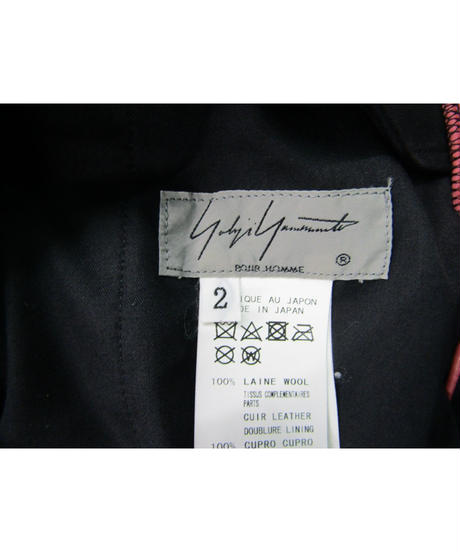 Yohji Yamamoto
POUR HOMME ®
2
IQUE AU JAPON
DE IN JAPAN
100% LAINE WOOL
TISSUS COMPLEMENTAIRES
PARTS
CUIR LEATHER
DOUBLURE LINING
100% CUPRO CUPRO